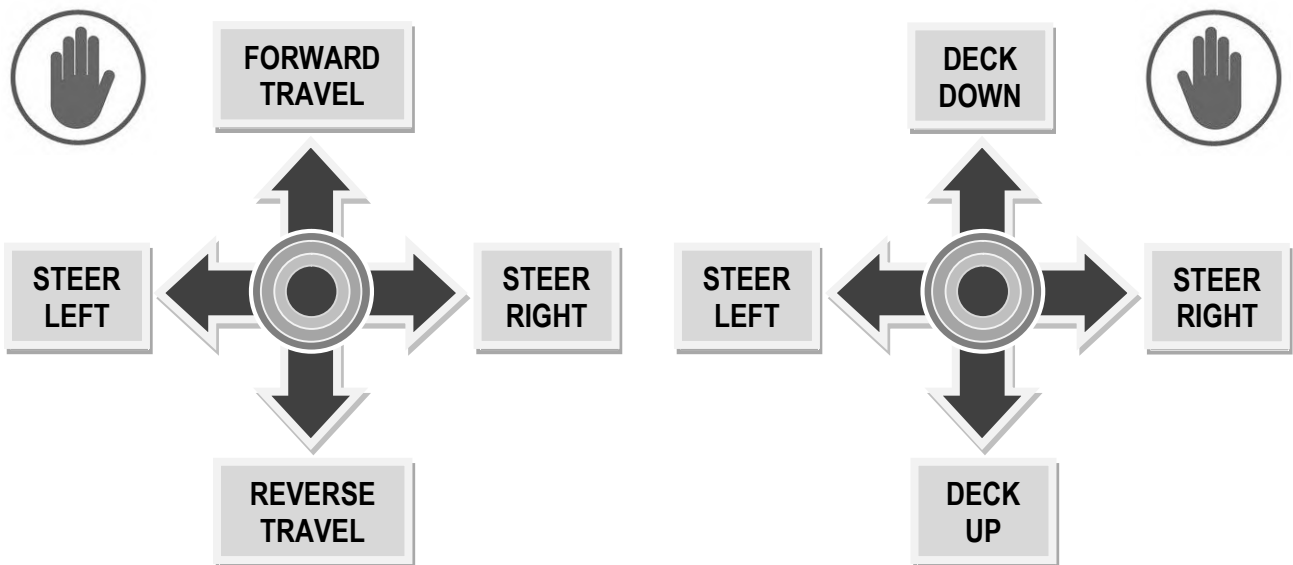 FORWARD
TRAVEL
STEER
LEFT
STEER
RIGHT
REVERSE
TRAVEL
DECK
DOWN
STEER
LEFT
STEER
RIGHT
DECK
UP